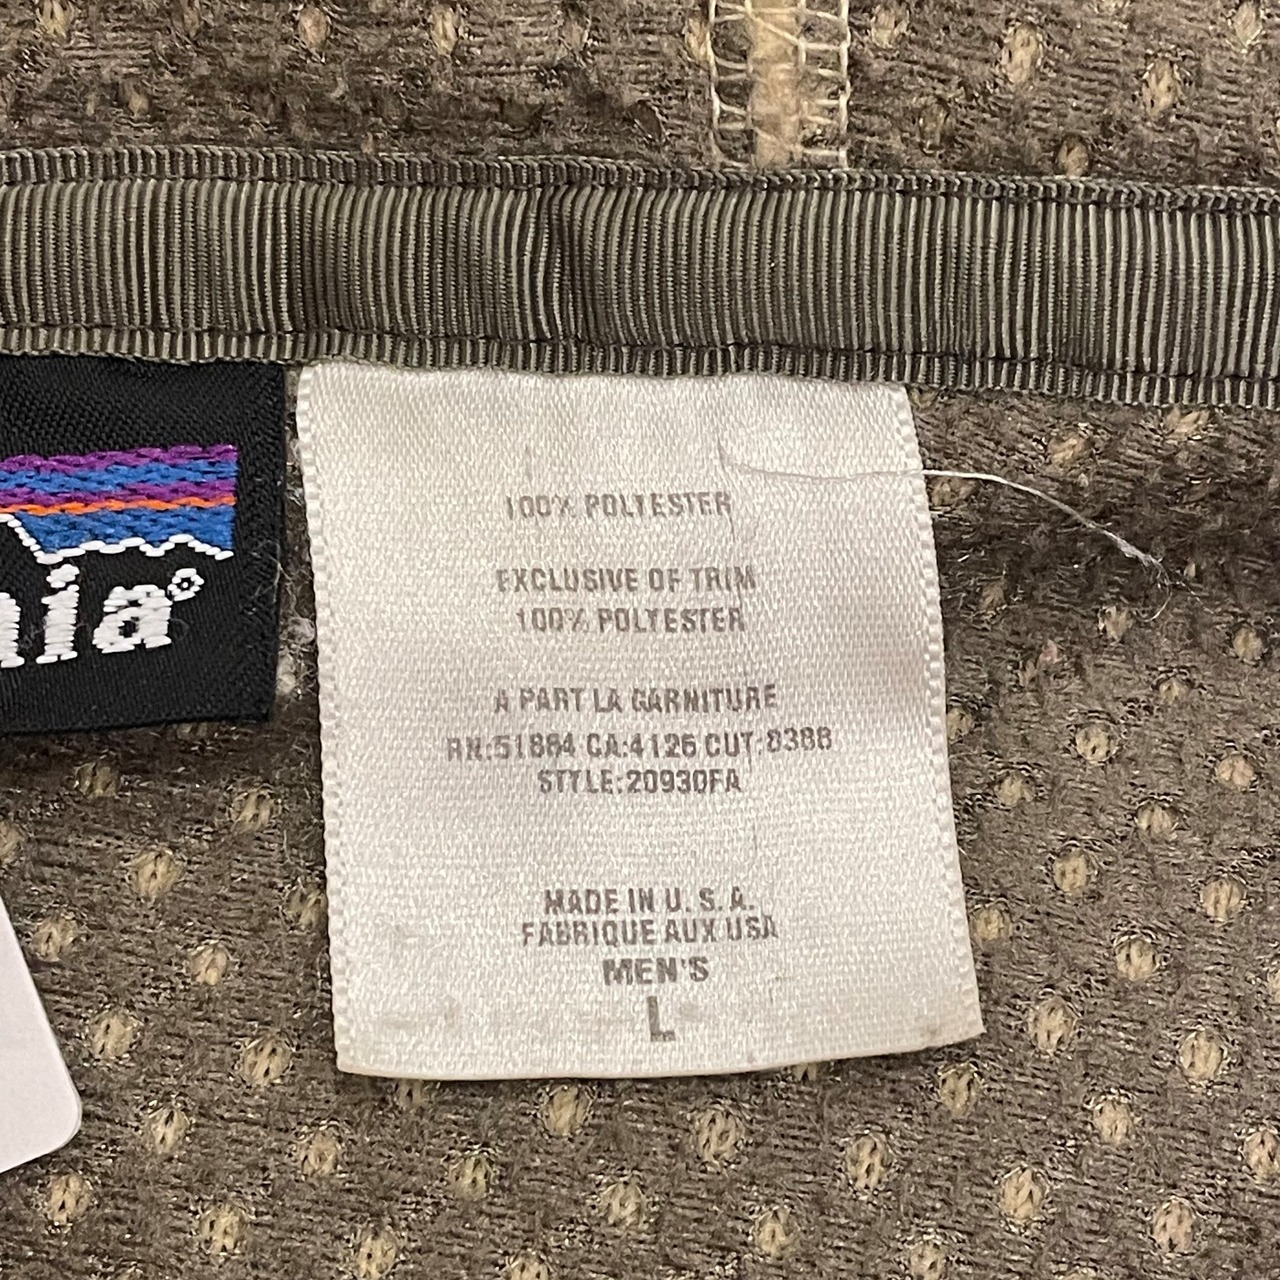 nia®
100% POLYESTER
EXCLUSIVE OF TRIM
100% POLYESTER
A PART LA GARNITURE
RN:51884 CA:4126 CUT:8388
STYLE:20930FA
MADE IN U.S.A.
FABRIQUE AUX USA
MEN'S
L